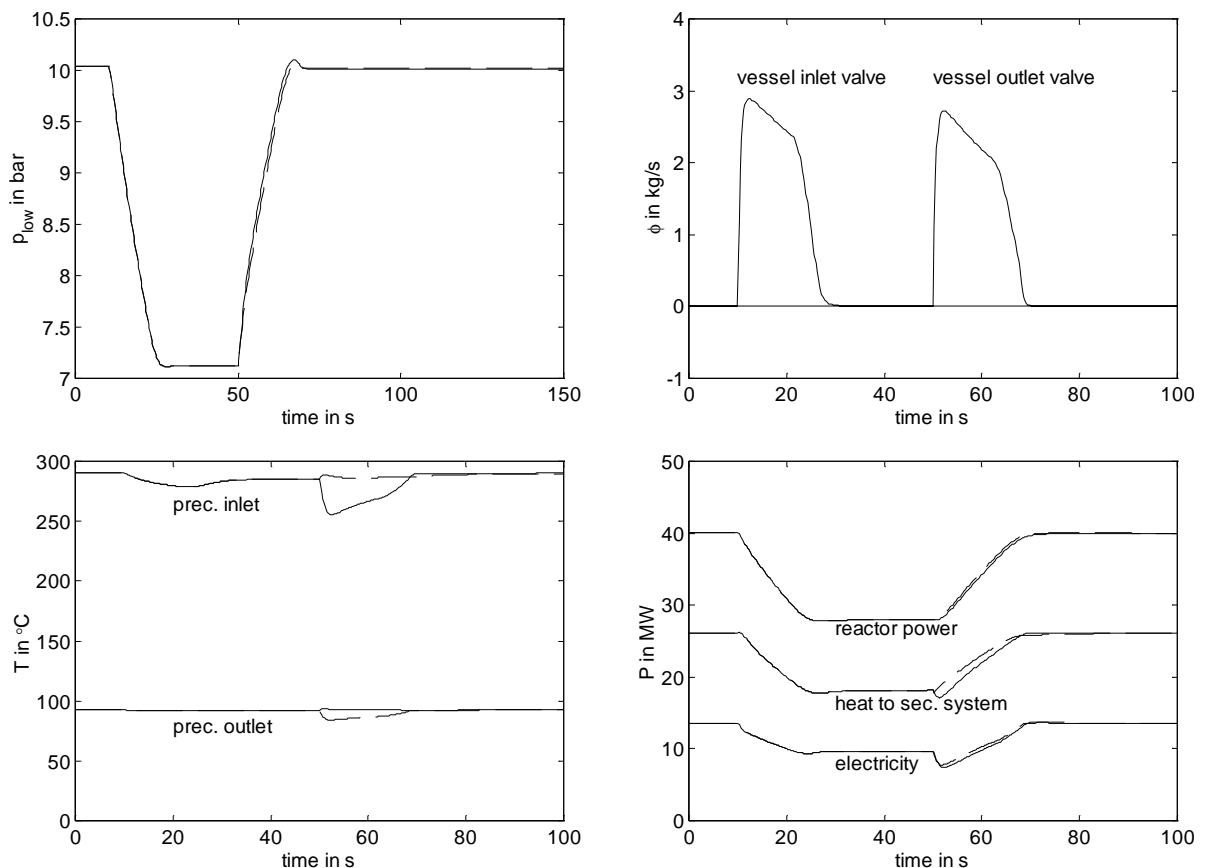 10.5
10
9.5
9
8.5
8
7.5
7
p_low in bar
0 50 100 150
time in s
4
3
2
1
0
-1
ϕ in kg/s
vessel inlet valve vessel outlet valve
0 20 40 60 80 100
time in s
300
250
200
150
100
50
0
T in °C
prec. inlet
prec. outlet
0 20 40 60 80 100
time in s
50
40
30
20
10
0
P in MW
reactor power
heat to sec. system
electricity
0 20 40 60 80 100
time in s